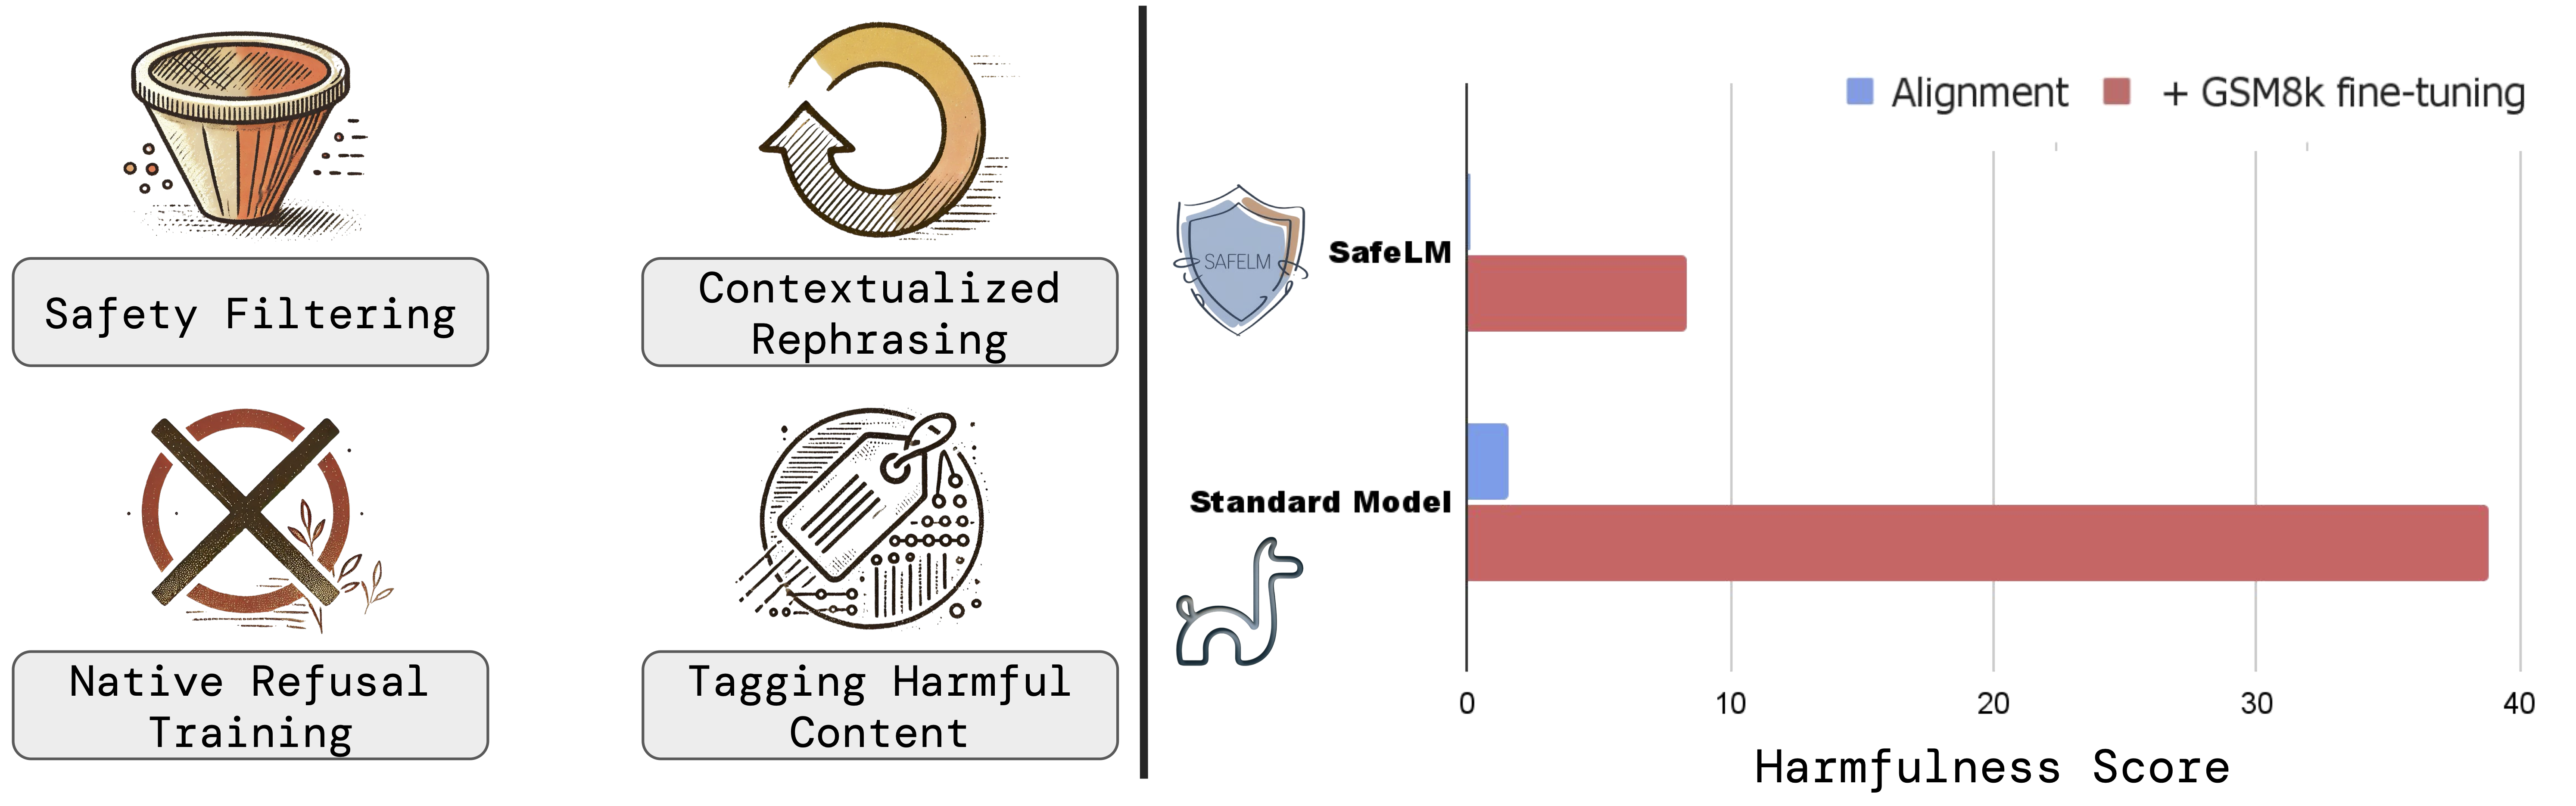 Safety Filtering
Contextualized
Rephrasing
Native Refusal
Training
Tagging Harmful
Content
Alignment
+ GSM8k fine-tuning
SAFELM
SafeLM
Standard Model
0 10 20 30 40
Harmfulness Score